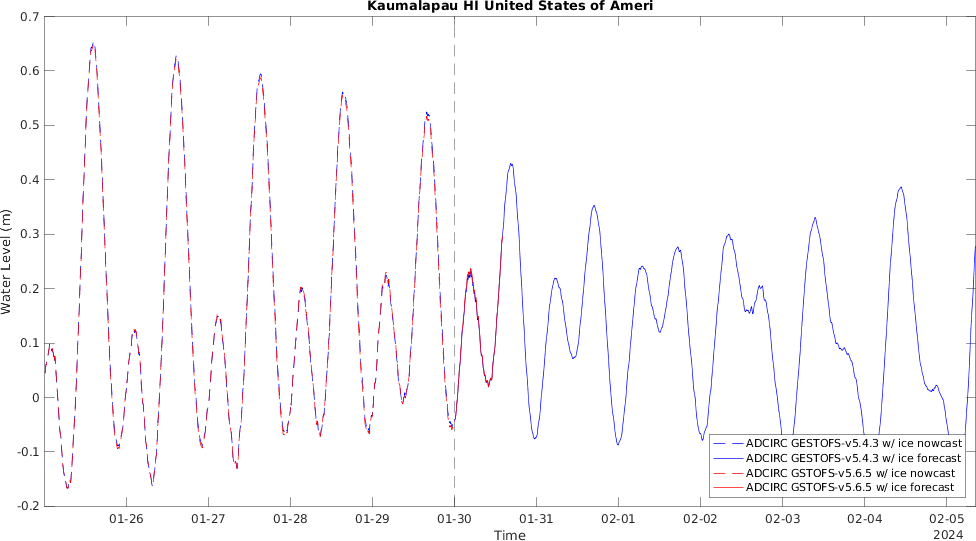 Kaumalapau HI United States of Ameri
0.7
0.6
0.5
0.4
0.3
0.2
0.1
0
-0.1
-0.2
Water Level (m)
01-26 01-27 01-28 01-29 01-30 01-31 02-01 02-02 02-03 02-04 02-05
Time
2024
ADCIRC GESTOFS-v5.4.3 w/ ice nowcast
ADCIRC GESTOFS-v5.4.3 w/ ice forecast
ADCIRC GSTOFS-v5.6.5 w/ ice nowcast
ADCIRC GSTOFS-v5.6.5 w/ ice forecast